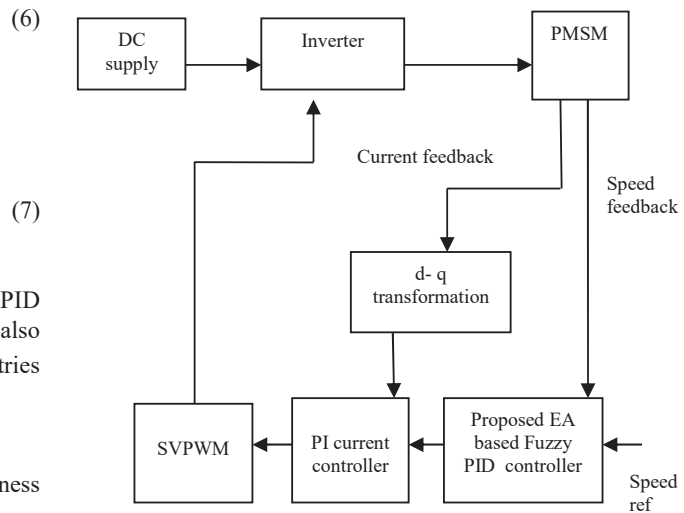 (6)
DC
supply
Inverter
PMSM
Current feedback
Speed
feedback
(7)
d- q
transformation
PID
also
tries
SVPWM
PI current
controller
Proposed EA
based Fuzzy
PID controller
Speed
ref
ness